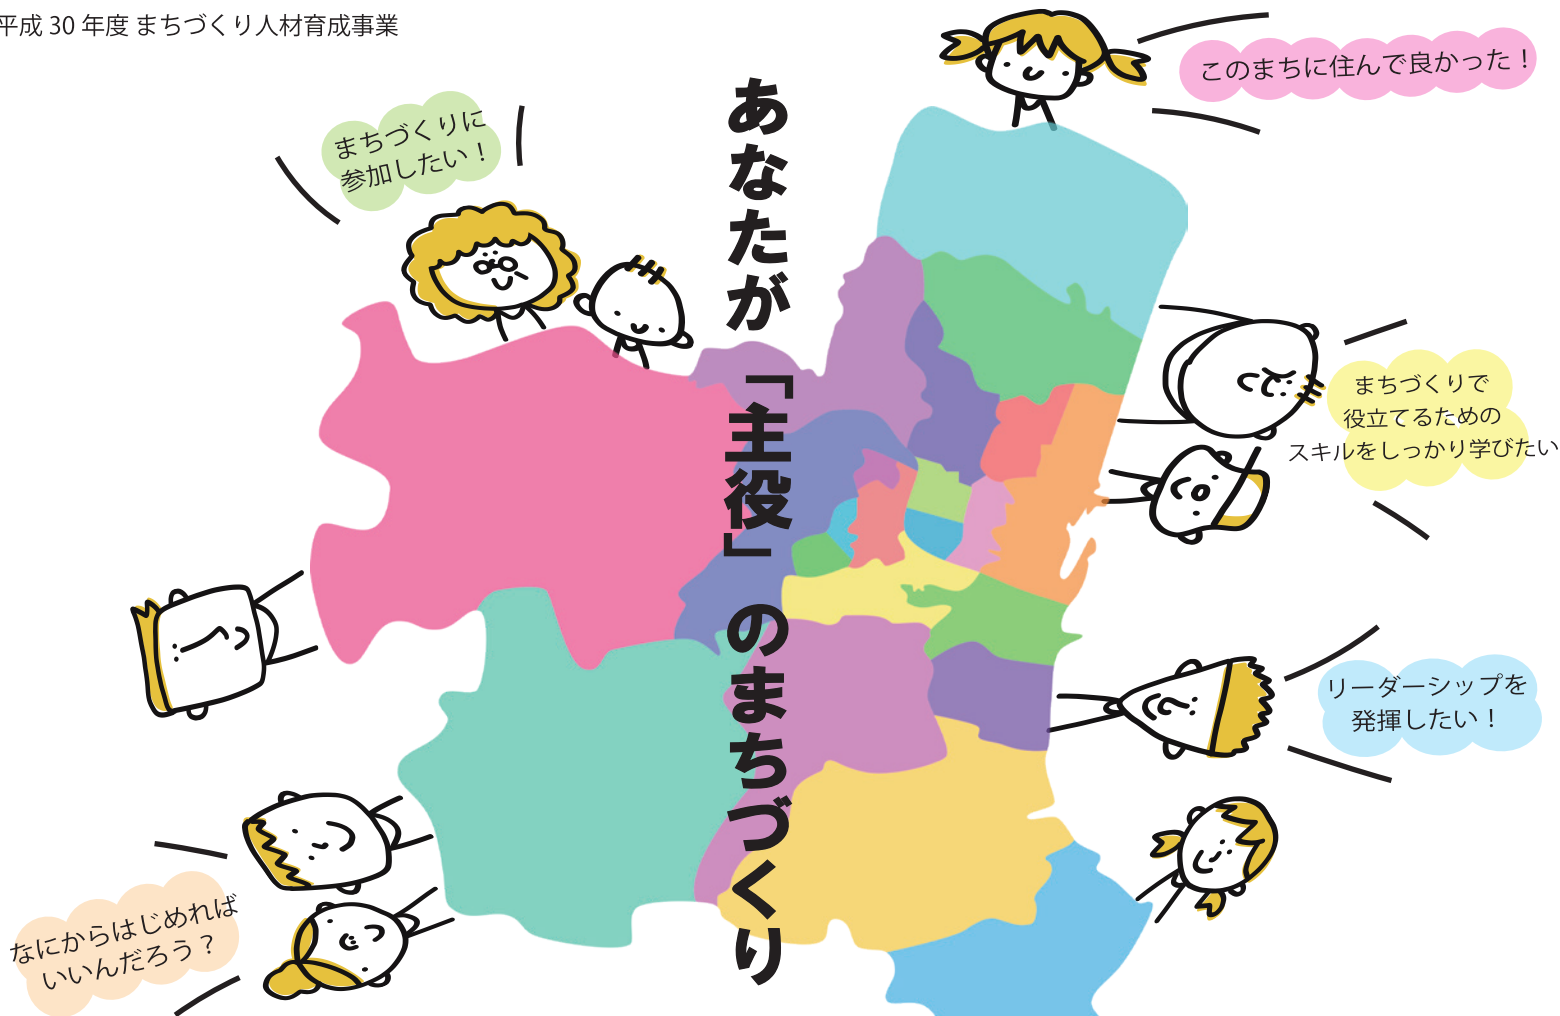 平成 30 年度 まちづくり人材育成事業
このまちに住んで良かった！
まちづくりに
参加したい！
あなたが「主役」のまちづくり
まちづくりで
役立てるための
スキルをしっかり学びたい
リーダーシップを
発揮したい！
なにからはじめれば
いいんだろう？